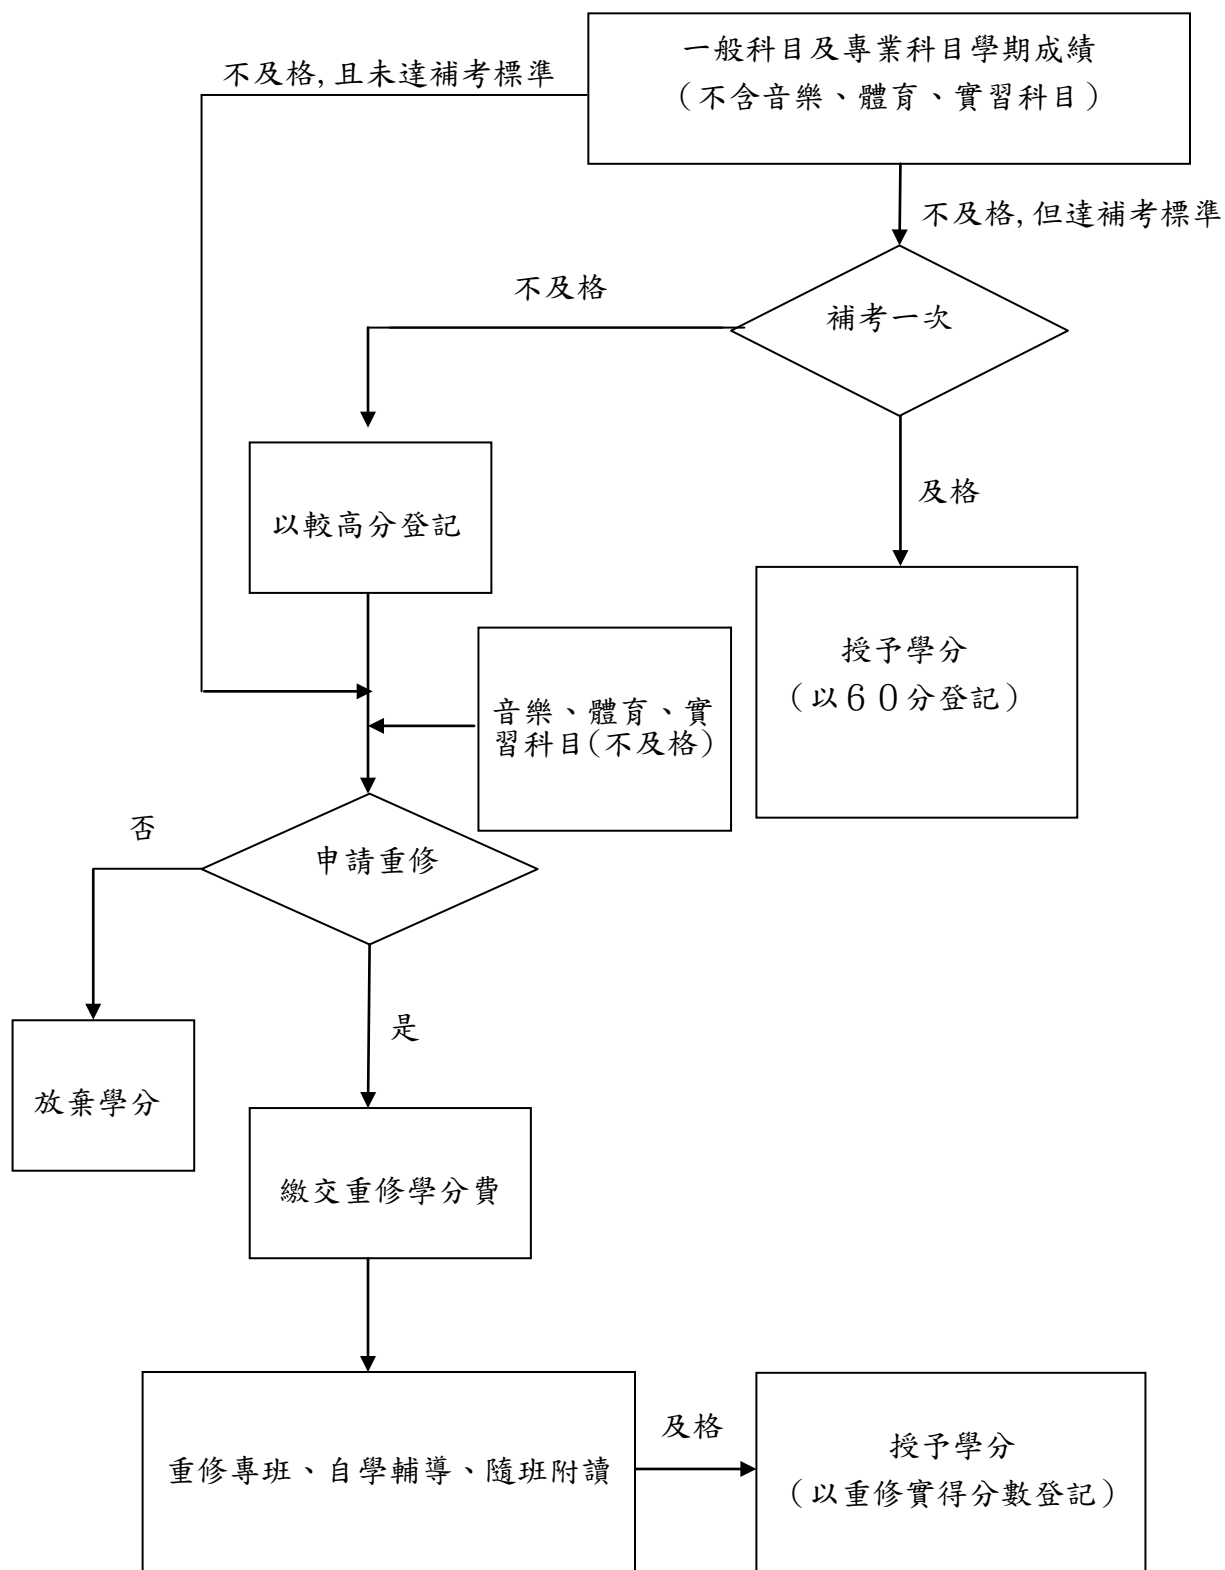 一般科目及專業科目學期成績
（不含音樂、體育、實習科目）
不及格,且未達補考標準
不及格,但達補考標準
不及格
補考一次
及格
以較高分登記
授予學分
（以６０分登記）
音樂、體育、實
習科目(不及格)
否
申請重修
是
放棄學分
繳交重修學分費
及格
重修專班、自學輔導、隨班附讀
授予學分
（以重修實得分數登記）